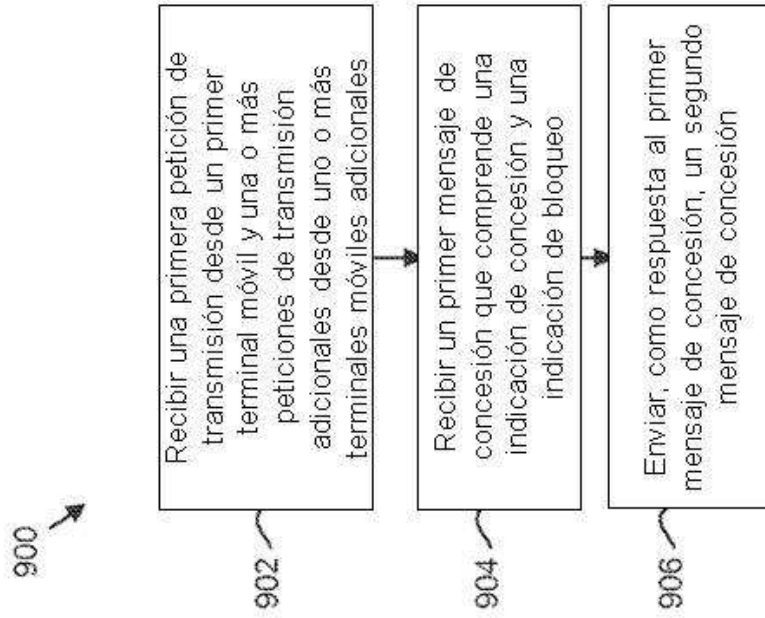 900
902
Recibir una primera petición de
transmisión desde un primer
terminal móvil y una o más
peticiones de transmisión
adicionales desde uno o más
terminales móviles adicionales
904
Recibir un primer mensaje de
concesión que comprende una
indicación de concesión y una
indicación de bloqueo
906
Enviar, como respuesta al primer
mensaje de concesión, un segundo
mensaje de concesión